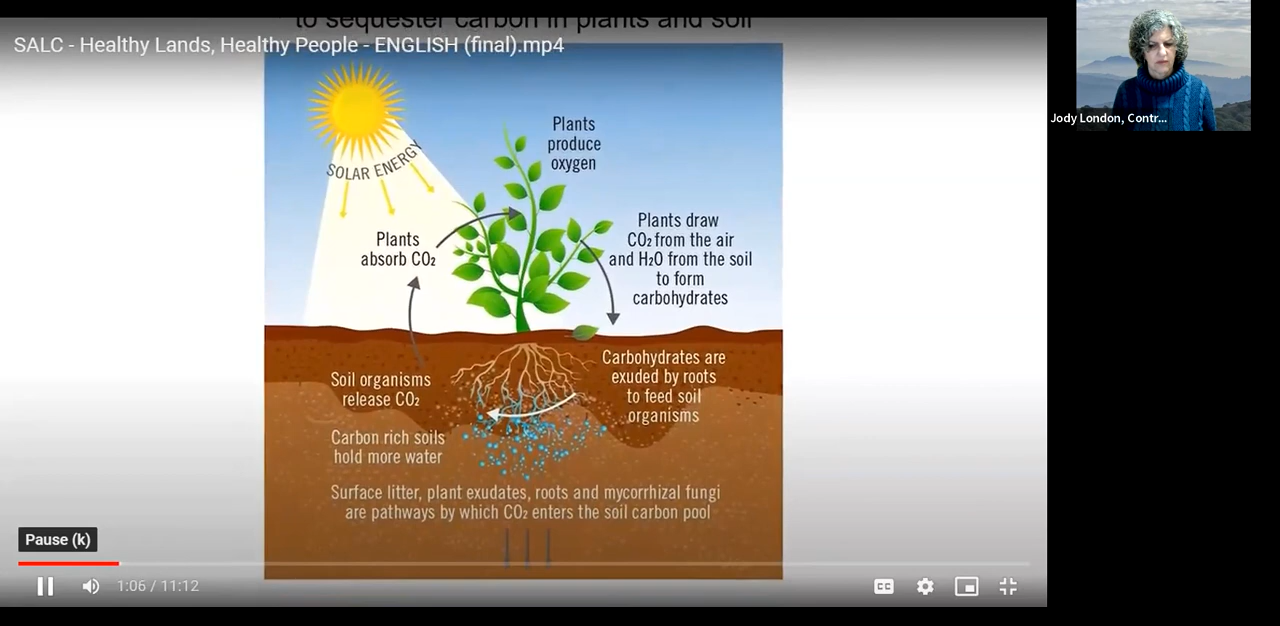 to sequester carbon in plants and soil
SALC - Healthy Lands, Healthy People - ENGLISH (final).mp4
SOLAR ENERGY
Plants
produce
oxygen
Plants
absorb CO₂
Plants draw
CO₂ from the air
and H₂O from the soil
to form
carbohydrates
Carbohydrates are
exuded by roots
to feed soil
organisms
Soil organisms
release CO₂
Carbon rich soils
hold more water
Surface litter, plant exudates, roots and mycorrhizal fungi
are pathways by which CO₂ enters the soil carbon pool
Pause (k)
1:06 / 11:12
CC
Jody London, Contr...